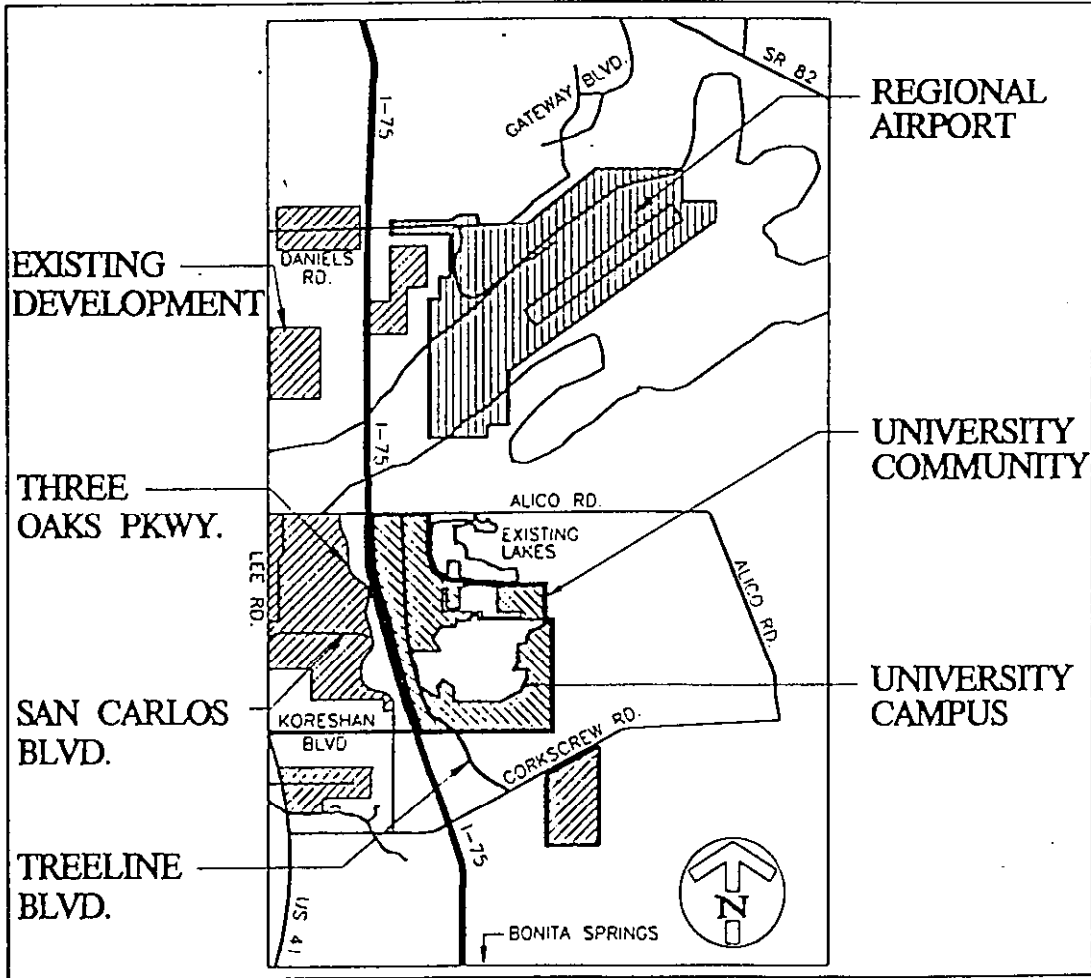 SR 82
GATEWAY BLVD.
I-75
REGIONAL
AIRPORT
EXISTING
DEVELOPMENT
DANIELS
RD.
I-75
UNIVERSITY
COMMUNITY
THREE
OAKS PKWY.
ALICO RD.
EXISTING
LAKES
LEE RD.
ALICO RD.
UNIVERSITY
CAMPUS
SAN CARLOS
BLVD.
KORESHAN
BLVD
CORKSCREW RD.
I-75
TREELINE
BLVD.
US 41
N
BONITA SPRINGS